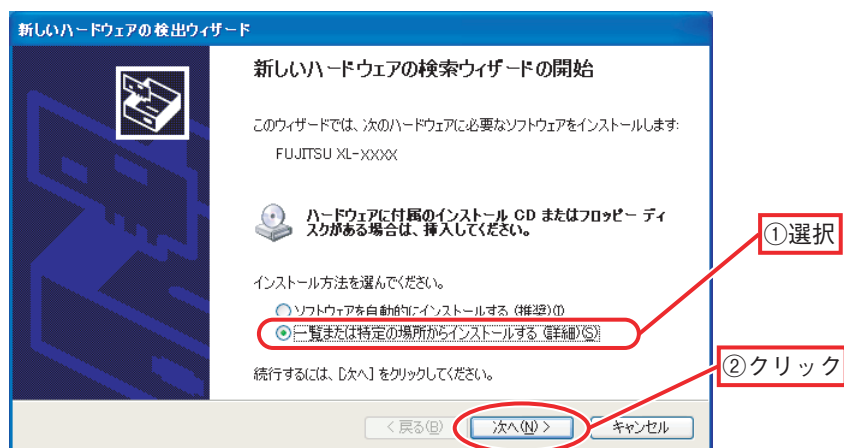 新しいハードウェアの検出ウィザード
新しいハードウェアの検索ウィザードの開始
このウィザードでは、次のハードウェアに必要なソフトウェアをインストールします:
FUJITSU XL-XXXX
ハードウェアに付属のインストール CD またはフロッピー ディ
スクがある場合は、挿入してください。
①選択
インストール方法を選んでください。
ソフトウェアを自動的にインストールする (推奨)(I)
一覧または特定の場所からインストールする (詳細)(S)
②クリック
続行するには、[次へ] をクリックしてください。
< 戻る(B)
次へ(N) >
キャンセル